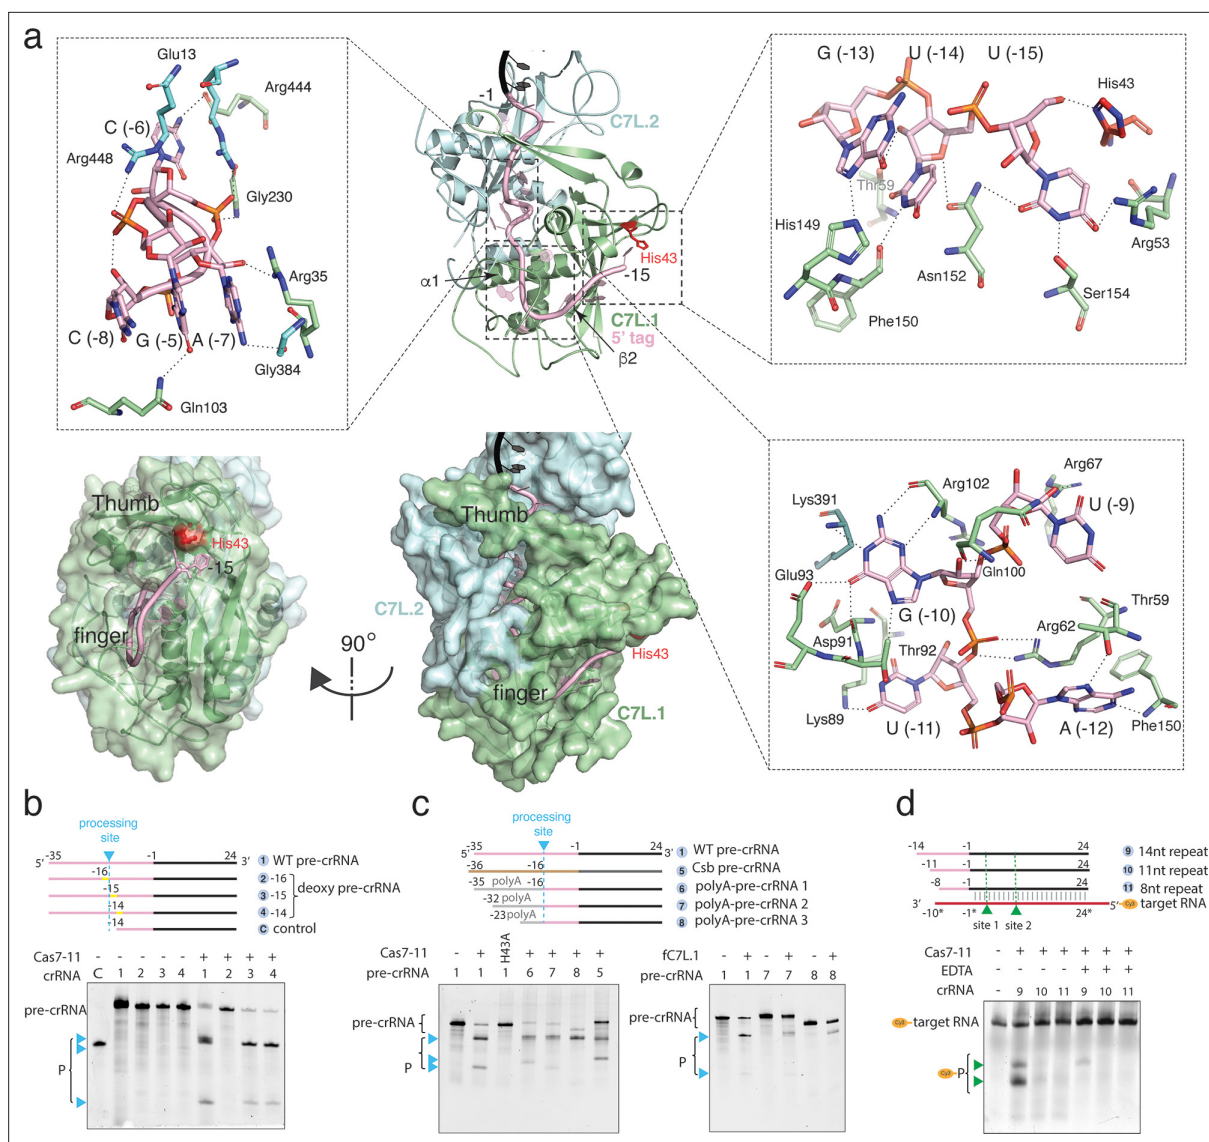 a
Glu13
Arg444
C (-6)
Arg448
Gly230
Arg35
C (-8)
G (-5)
A (-7)
Gly384
Gln103
-1
C7L.2
His43
-15
α1
C7L.1
5' tag
β2
G (-13)
U (-14)
U (-15)
His43
Thr59
His149
Asn152
Arg53
Ser154
Phe150
Thumb
His43
-15
finger
90°
Thumb
C7L.2
His43
finger
C7L.1
Arg67
Arg102
Lys391
U (-9)
Glu93
Gln100
G (-10)
Thr59
Asp91
Arg62
Thr92
Lys89
U (-11)
A (-12)
Phe150
b
processing
site
-35 -1 24
5' 3' 1 WT pre-crRNA
-16 2 -16
-15 3 -15 deoxy pre-crRNA
-14 4 -14
-14 C control
Cas7-11 - - - - - + + + +
crRNA C 1 2 3 4 1 2 3 4
pre-crRNA
P
c
processing
site
-35 -1 24
5' 3' 1 WT pre-crRNA
-36 -16 5 Csb pre-crRNA
-35 polyA -16 6 polyA-pre-crRNA 1
-32 polyA 7 polyA-pre-crRNA 2
-23 polyA 8 polyA-pre-crRNA 3
Cas7-11 - + H43A + + + +
pre-crRNA 1 1 1 6 7 8 5
pre-crRNA
P
fC7L.1 - + - + - +
pre-crRNA 1 1 7 7 8 8
pre-crRNA
P
d
-14 -1 24
9 14nt repeat
-11 -1 24
10 11nt repeat
-8 -1 24
11 8nt repeat
3' 5' Cy3 target RNA
-10* -1* 24*
site 1 site 2
Cas7-11 - + + + + + +
EDTA + + +
crRNA 9 10 11 9 10 11
Cy3 target RNA
Cy3 P